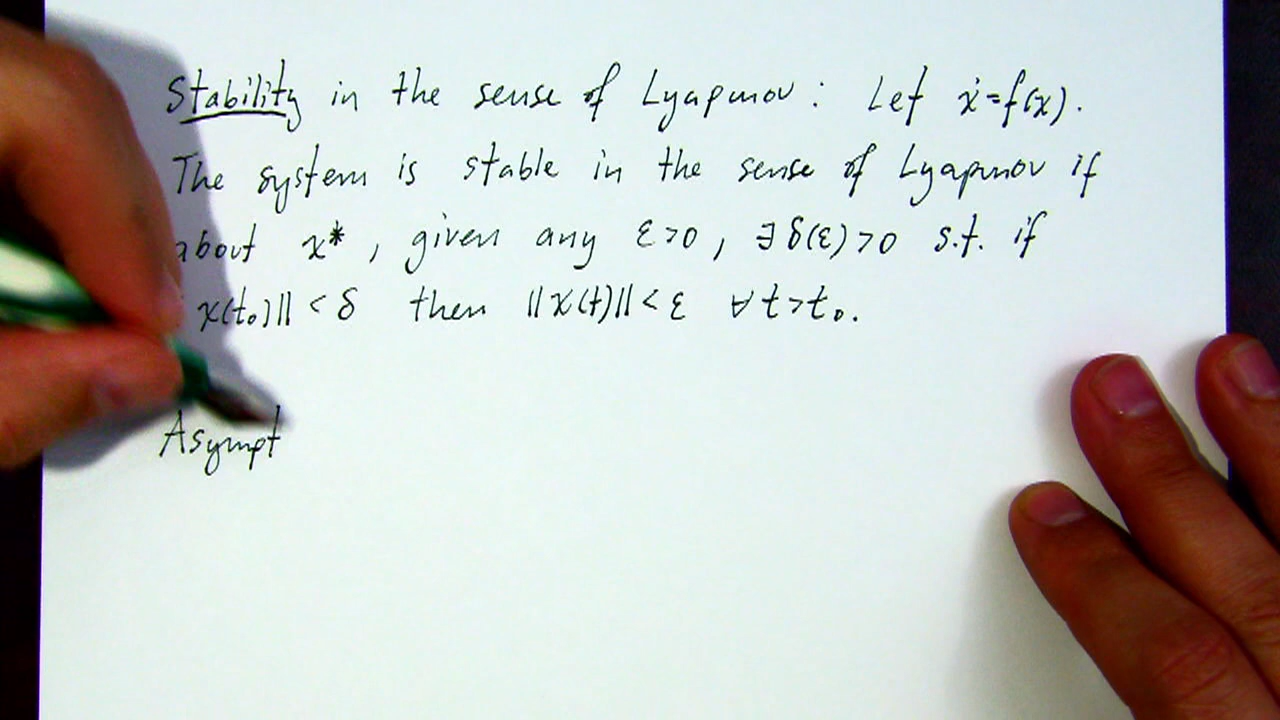 Stability in the sense of Lyapunov : Let ẋ=f(x).
The system is stable in the sense of Lyapunov if
about x*, given any ε>0, ∃ δ(ε)>0 s.t. if
x(t₀)|| < δ then ||x(t)|| < ε ∀ t>t₀.
Asympt